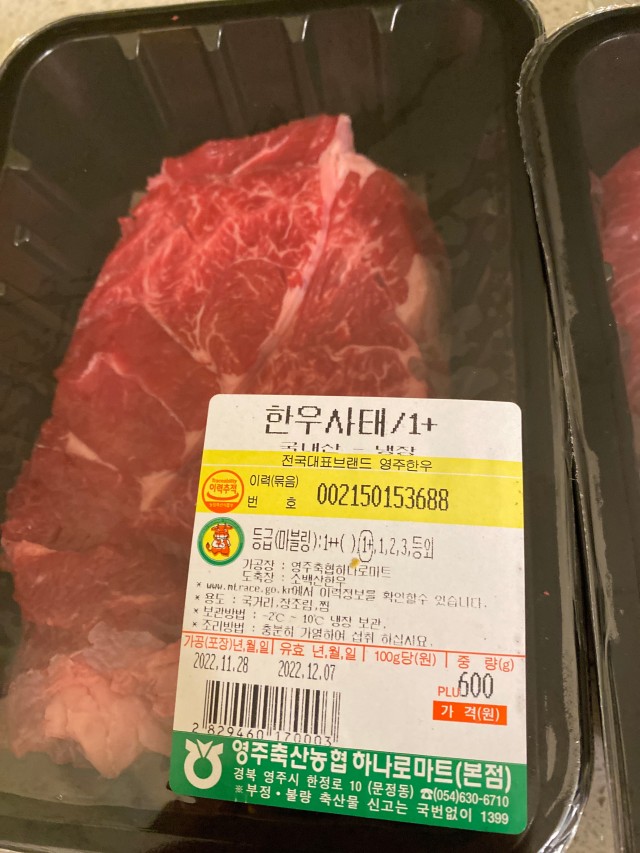 한우사태/1+
국내산 - 냉장
전국대표브랜드 영주한우
이력추적
이력(묶음)
번 호 002150153688
등급(마블링):1++( ),1+,1,2,3,등외
가공장 : 영주축협하나로마트
도축장 : 소백산한우
* www.mtrace.go.kr에서 이력정보를 확인할수 있습니다.
* 용도 : 국거리,장조림,찜
* 보관방법 : -2℃ ~ 10℃ 냉장 보관.
* 조리방법 : 충분히 가열하여 섭취 하십시요.
가공(포장)년,월,일 유효 년,월,일 100g당(원) 중 량(g)
2022.11.28 2022.12.07 PLU 600
가 격(원)
2 829460 170003
영주축산농협 하나로마트(본점)
경북 영주시 한정로 10 (문정동) ☎(054)630-6710
※부정·불량 축산물 신고는 국번없이 1399